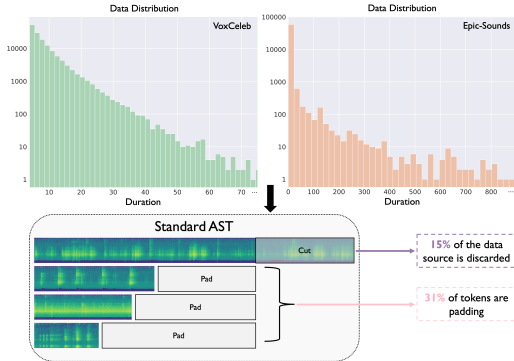 Data Distribution
VoxCeleb
100000
10000
1000
100
10
1
10
20
30
40
50
60
70
...
Duration
Data Distribution
Epic-Sounds
100000
10000
1000
100
10
1
0
100
200
300
400
500
600
700
800
...
Duration
Standard AST
Cut
Pad
Pad
Pad
15% of the data
source is discarded
31% of tokens are
padding